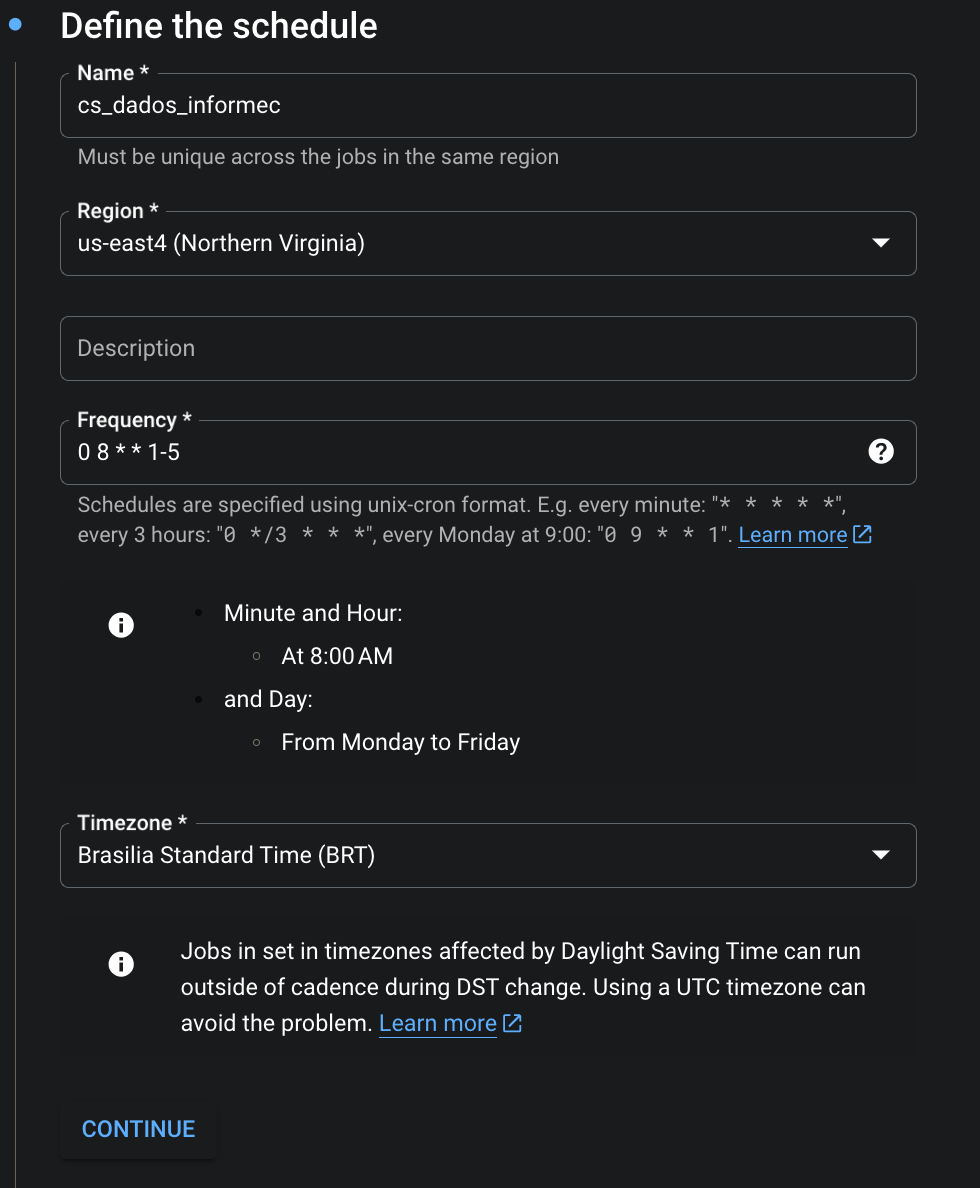 Define the schedule
Name *
cs_dados_informec
Must be unique across the jobs in the same region
Region *
us-east4 (Northern Virginia)
Description
Frequency *
0 8 * * 1-5
Schedules are specified using unix-cron format. E.g. every minute: "* * * * *",
every 3 hours: "0 */3 * * *", every Monday at 9:00: "0 9 * * 1". Learn more
Minute and Hour:
At 8:00 AM
and Day:
From Monday to Friday
Timezone *
Brasilia Standard Time (BRT)
Jobs in set in timezones affected by Daylight Saving Time can run
outside of cadence during DST change. Using a UTC timezone can
avoid the problem. Learn more
CONTINUE